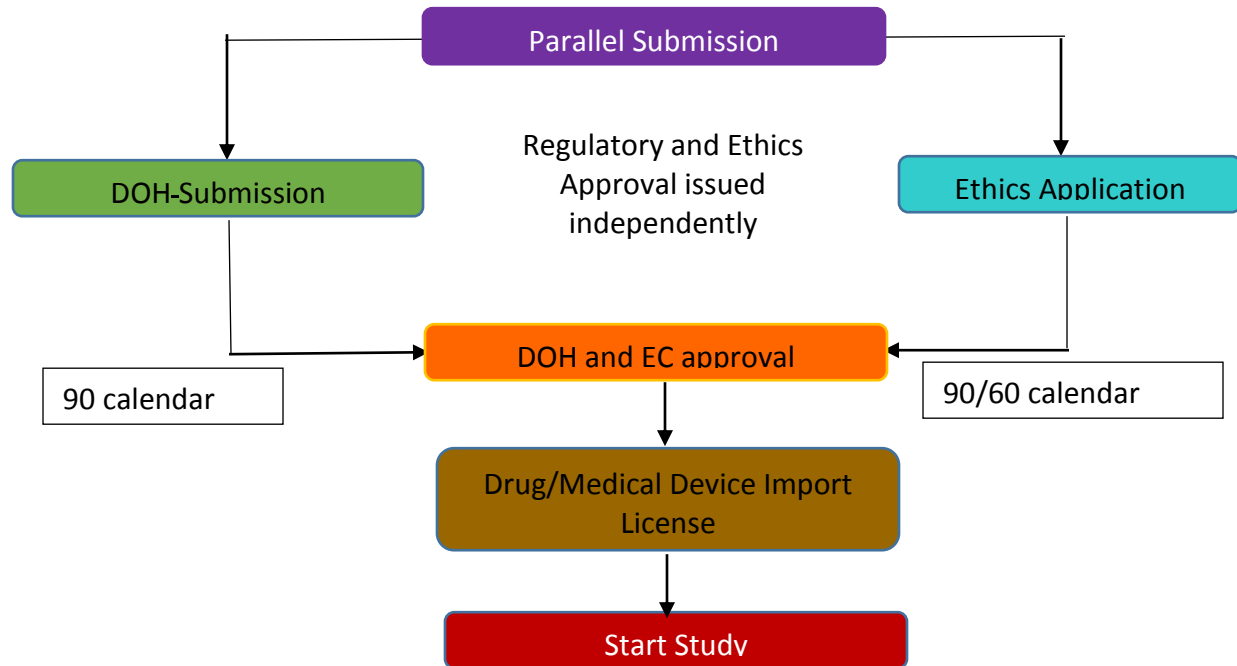 Parallel Submission
Regulatory and Ethics
Approval issued
independently
DOH-Submission
Ethics Application
DOH and EC approval
90 calendar
90/60 calendar
Drug/Medical Device Import
License
Start Study